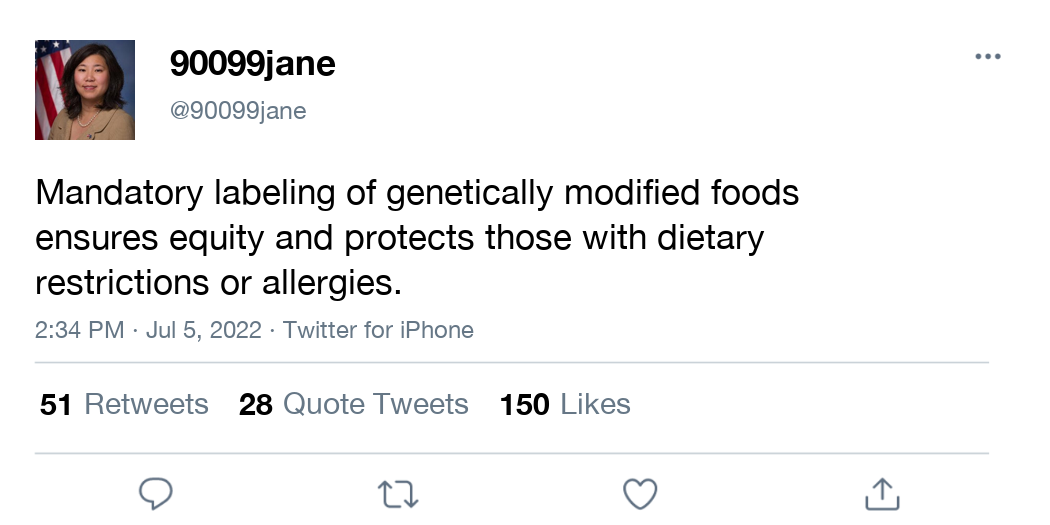 90099jane
@90099jane
Mandatory labeling of genetically modified foods
ensures equity and protects those with dietary
restrictions or allergies.
2:34 PM · Jul 5, 2022 · Twitter for iPhone
51 Retweets 28 Quote Tweets 150 Likes